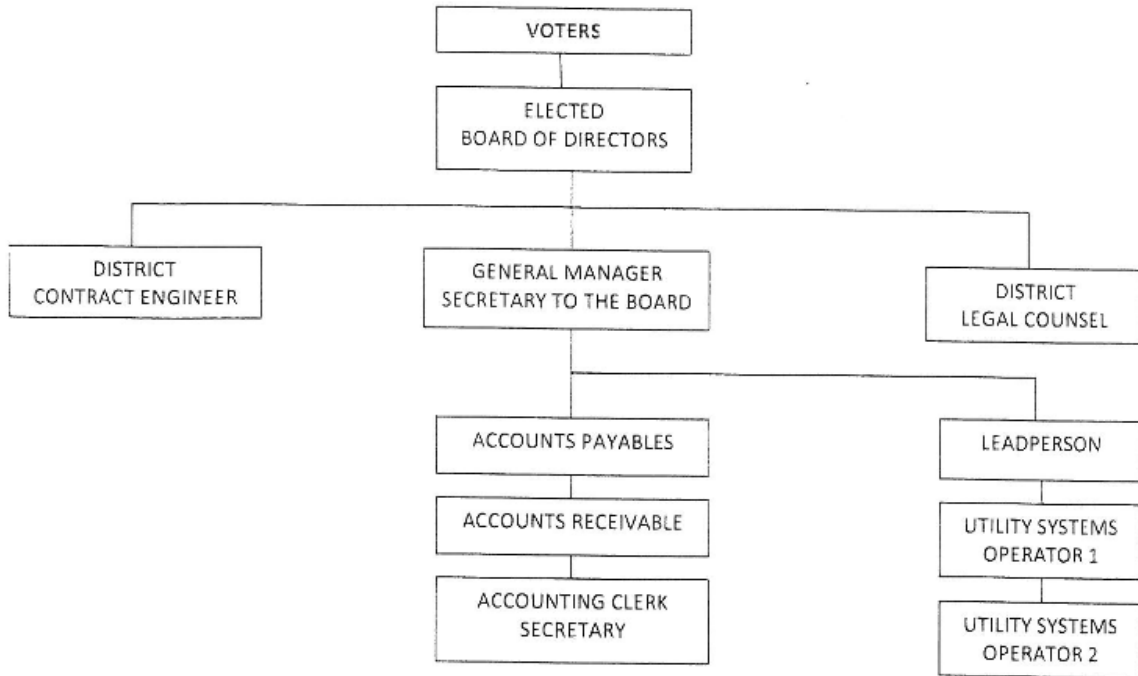 VOTERS
ELECTED
BOARD OF DIRECTORS
DISTRICT
CONTRACT ENGINEER
GENERAL MANAGER
SECRETARY TO THE BOARD
DISTRICT
LEGAL COUNSEL
ACCOUNTS PAYABLES
LEADPERSON
ACCOUNTS RECEIVABLE
UTILITY SYSTEMS
OPERATOR 1
ACCOUNTING CLERK
SECRETARY
UTILITY SYSTEMS
OPERATOR 2